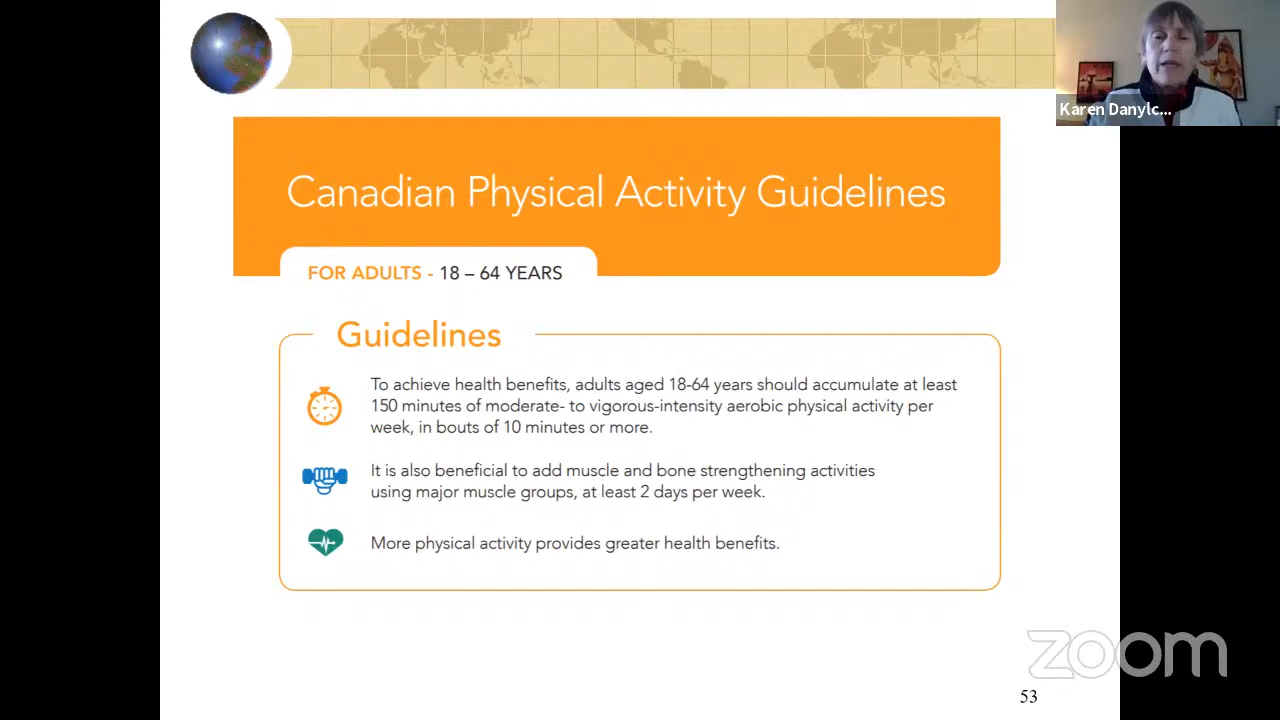 Karen Danylc...
Canadian Physical Activity Guidelines
FOR ADULTS - 18 – 64 YEARS
Guidelines
To achieve health benefits, adults aged 18-64 years should accumulate at least
150 minutes of moderate- to vigorous-intensity aerobic physical activity per
week, in bouts of 10 minutes or more.
It is also beneficial to add muscle and bone strengthening activities
using major muscle groups, at least 2 days per week.
More physical activity provides greater health benefits.
zoom
53